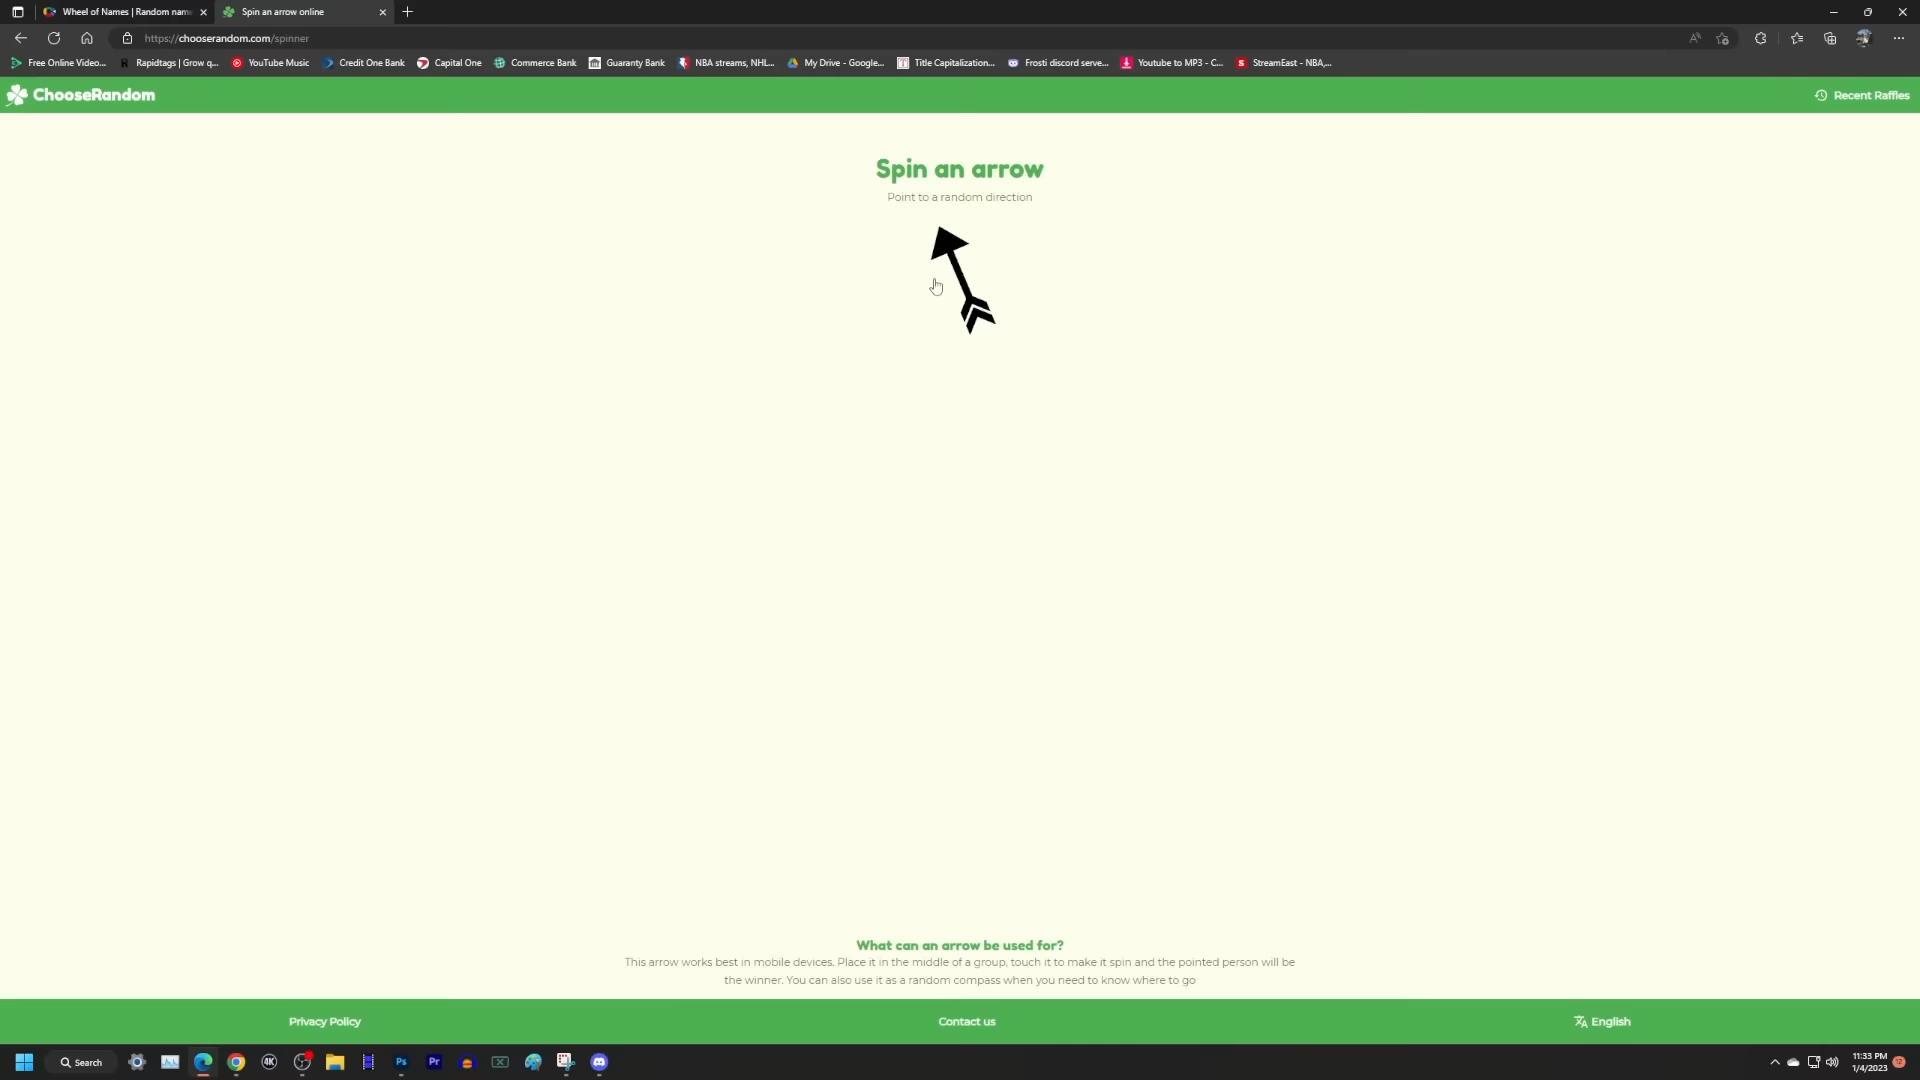 Wheel of Names | Random nam
Spin an arrow online
https://chooserandom.com/spinner
Free Online Video...
Rapidtags | Grow q...
YouTube Music
Credit One Bank
Capital One
Commerce Bank
Guaranty Bank
NBA streams, NHL...
My Drive - Google...
Title Capitalization...
Frosti discord serve...
Youtube to MP3 - C...
StreamEast - NBA,...
ChooseRandom
Recent Raffles
Spin an arrow
Point to a random direction
What can an arrow be used for?
This arrow works best in mobile devices. Place it in the middle of a group, touch it to make it spin and the pointed person will be
the winner. You can also use it as a random compass when you need to know where to go
Privacy Policy
Contact us
English
Search
4K
Ps
Pr
11:33 PM
1/4/2023